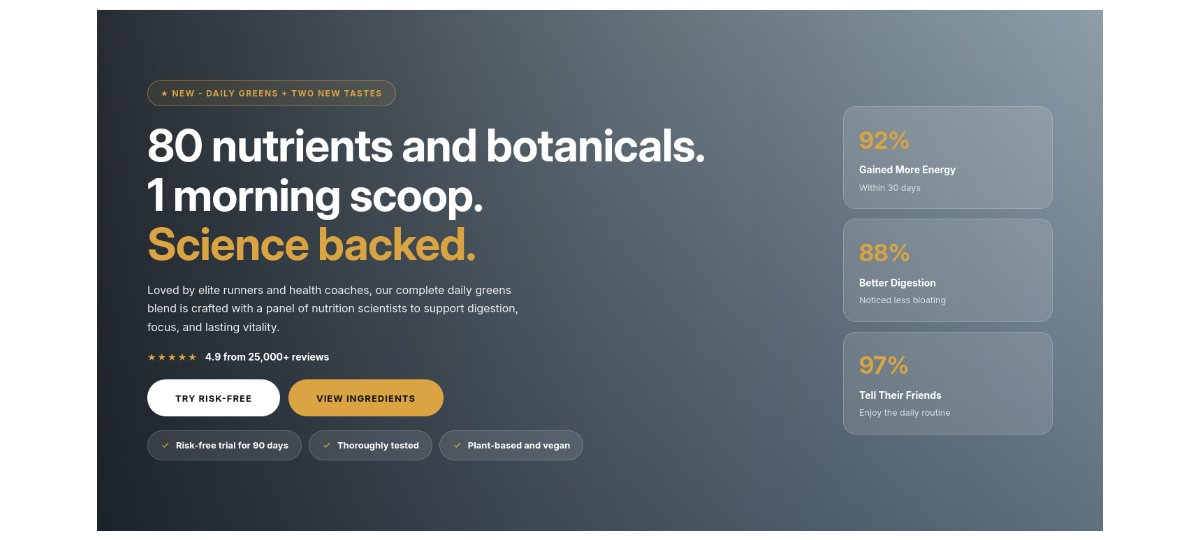 ★ NEW - DAILY GREENS + TWO NEW TASTES
80 nutrients and botanicals.
1 morning scoop.
Science backed.
Loved by elite runners and health coaches, our complete daily greens
blend is crafted with a panel of nutrition scientists to support digestion,
focus, and lasting vitality.
★★★★★ 4.9 from 25,000+ reviews
TRY RISK-FREE
VIEW INGREDIENTS
✓ Risk-free trial for 90 days
✓ Thoroughly tested
✓ Plant-based and vegan
92%
Gained More Energy
Within 30 days
88%
Better Digestion
Noticed less bloating
97%
Tell Their Friends
Enjoy the daily routine